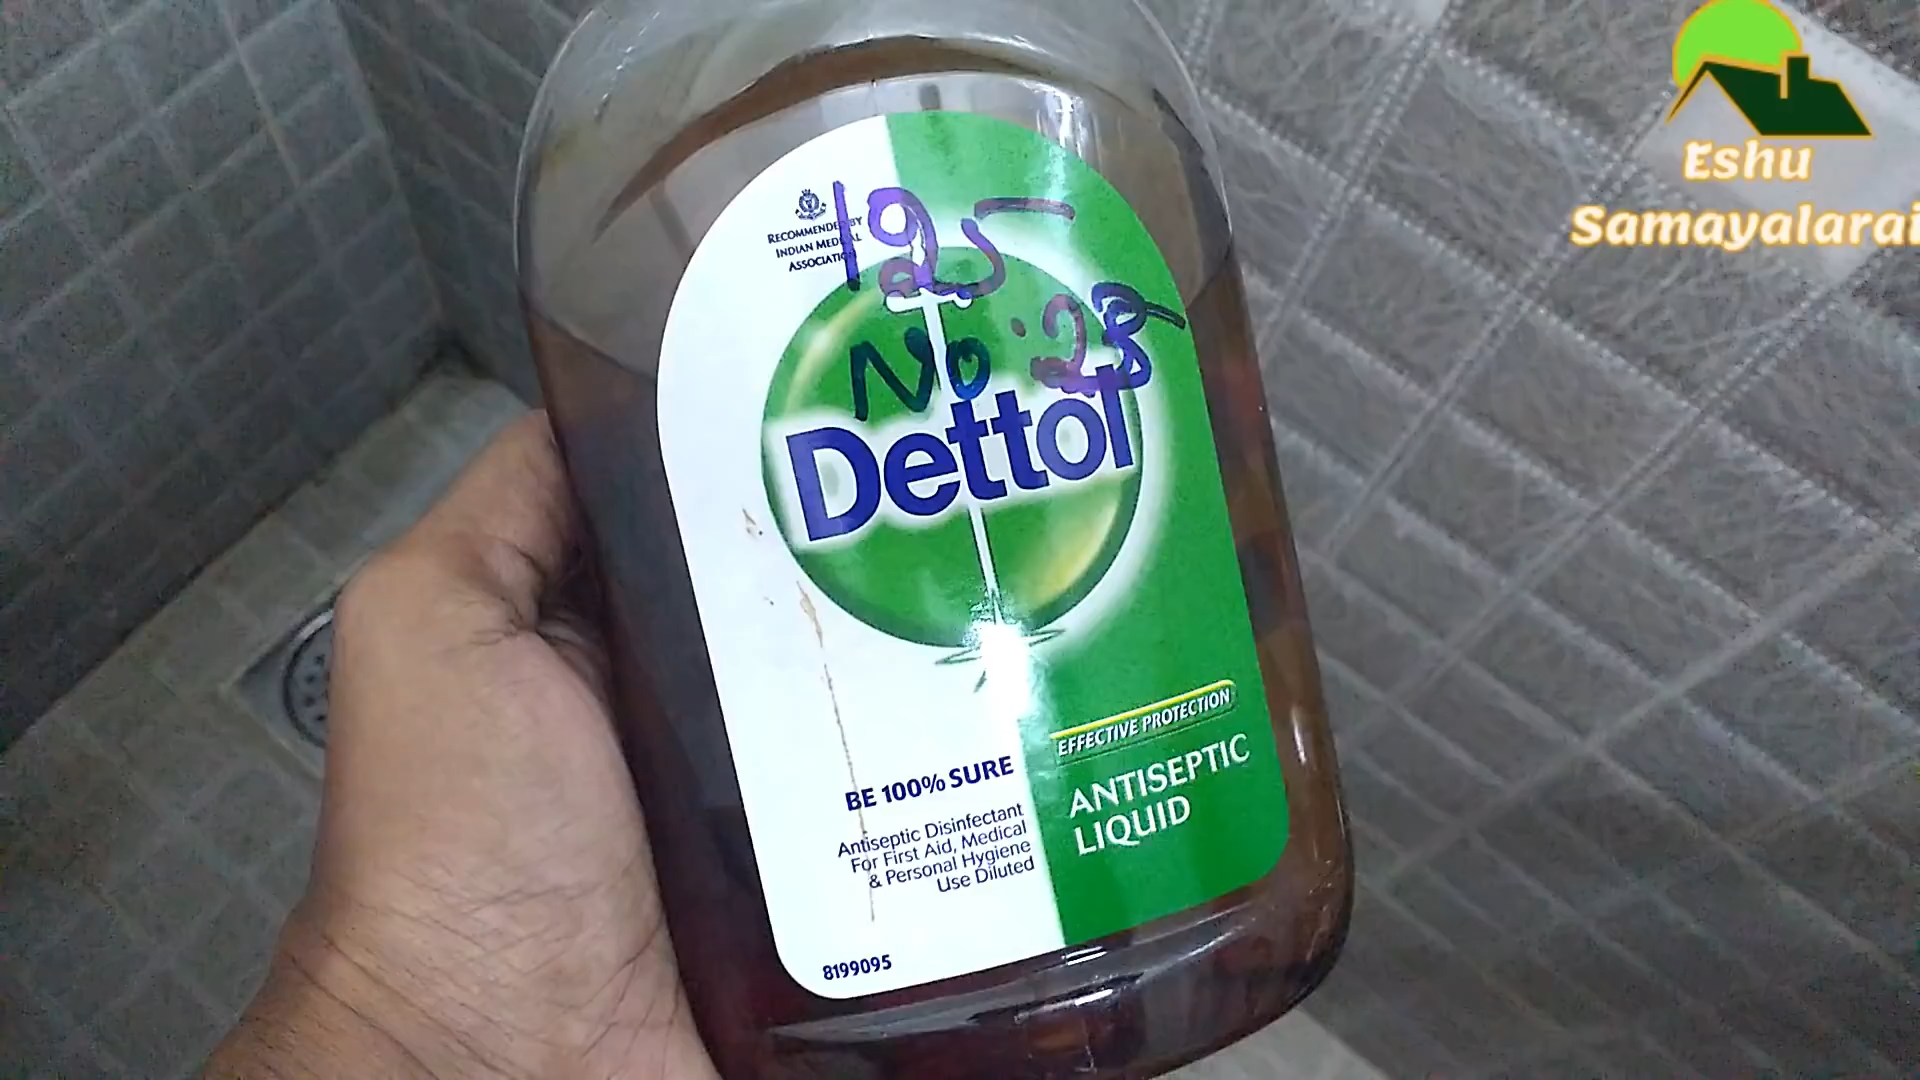 RECOMMENDED BY
INDIAN MEDICAL
ASSOCIATION
125
No: 23
Dettol
BE 100% SURE
Antiseptic Disinfectant
For First Aid, Medical
& Personal Hygiene
Use Diluted
8199095
EFFECTIVE PROTECTION
ANTISEPTIC
LIQUID
Eshu
Samayalarai